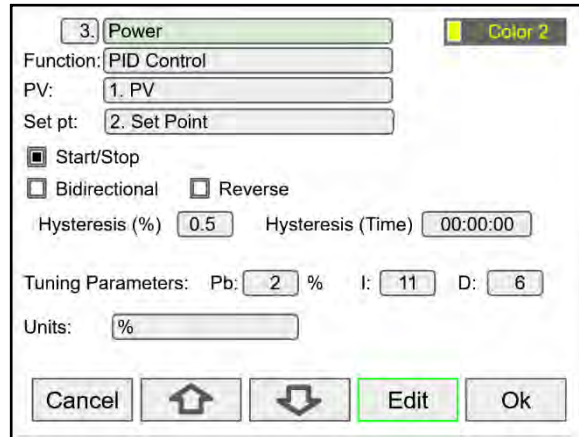 3. Power Color 2
Function: PID Control
PV: 1. PV
Set pt: 2. Set Point
Start/Stop
Bidirectional Reverse
Hysteresis (%) 0.5 Hysteresis (Time) 00:00:00
Tuning Parameters: Pb: 2 % I: 11 D: 6
Units: %
Cancel Edit Ok